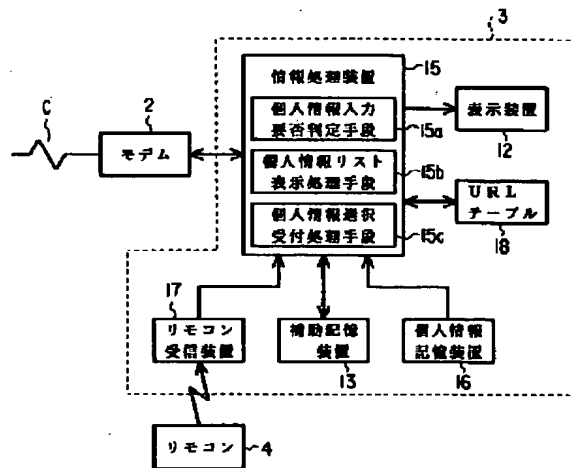 3
C
2
モデム
情報処理装置
15
個人情報入力
要否判定手段
15a
個人情報リスト
表示処理手段
15b
個人情報選択
受付処理手段
15c
表示装置
12
URL
テーブル
18
17
リモコン
受信装置
補助記憶
装置
13
個人情報
記憶装置
16
リモコン
4